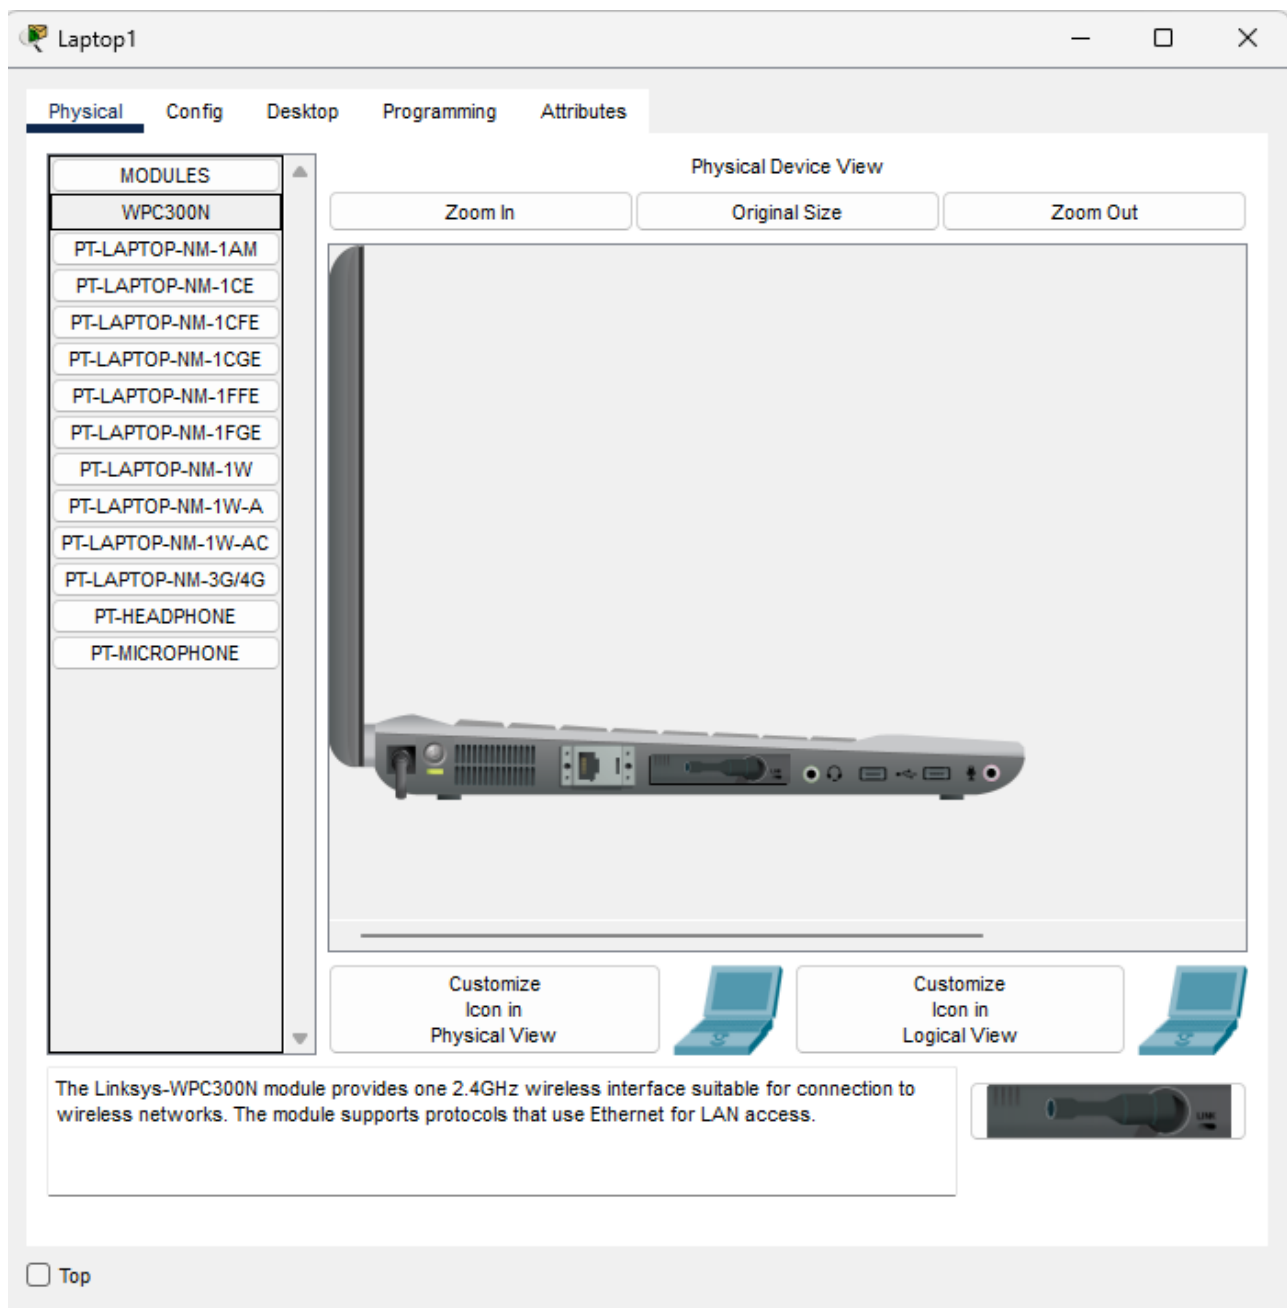 Laptop1
Physical Config Desktop Programming Attributes
MODULES
WPC300N
PT-LAPTOP-NM-1AM
PT-LAPTOP-NM-1CE
PT-LAPTOP-NM-1CFE
PT-LAPTOP-NM-1CGE
PT-LAPTOP-NM-1FFE
PT-LAPTOP-NM-1FGE
PT-LAPTOP-NM-1W
PT-LAPTOP-NM-1W-A
PT-LAPTOP-NM-1W-AC
PT-LAPTOP-NM-3G/4G
PT-HEADPHONE
PT-MICROPHONE
Physical Device View
Zoom In Original Size Zoom Out
Customize
Icon in
Physical View
Customize
Icon in
Logical View
The Linksys-WPC300N module provides one 2.4GHz wireless interface suitable for connection to
wireless networks. The module supports protocols that use Ethernet for LAN access.
LINK
Top